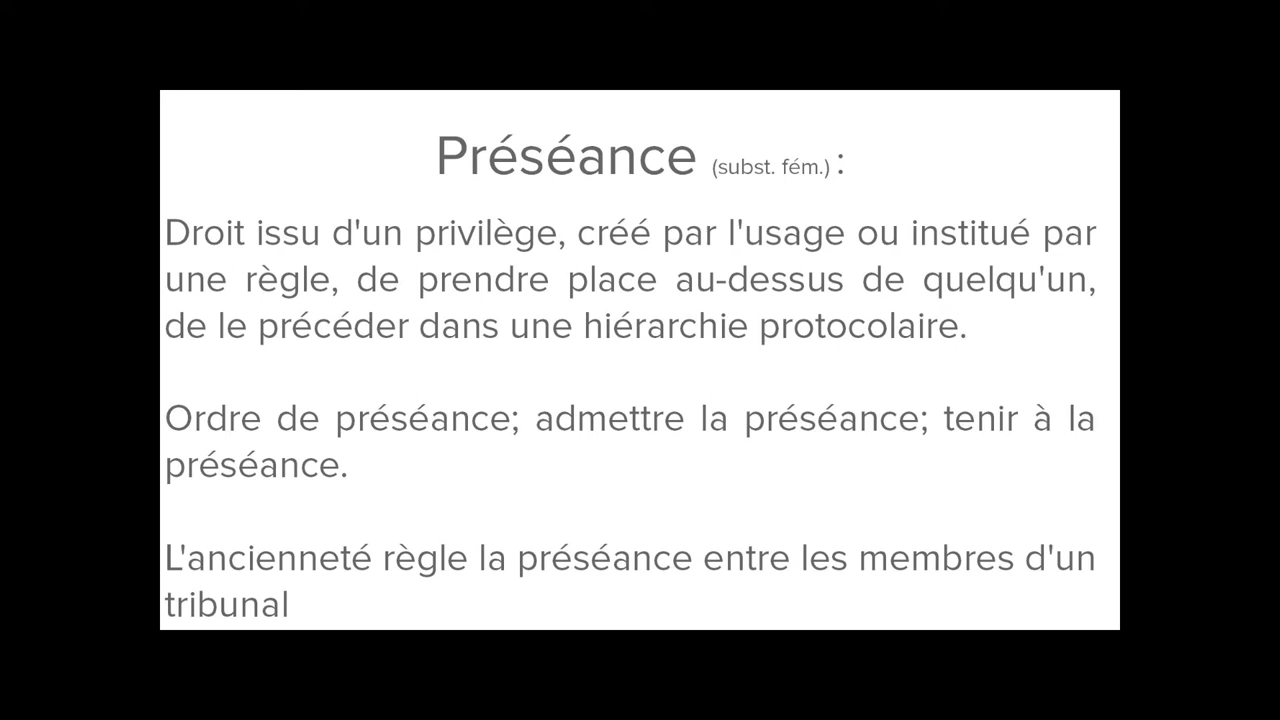 Préséance (subst. fém.) :
Droit issu d'un privilège, créé par l'usage ou institué par
une règle, de prendre place au-dessus de quelqu'un,
de le précéder dans une hiérarchie protocolaire.
Ordre de préséance; admettre la préséance; tenir à la
préséance.
L'ancienneté règle la préséance entre les membres d'un
tribunal